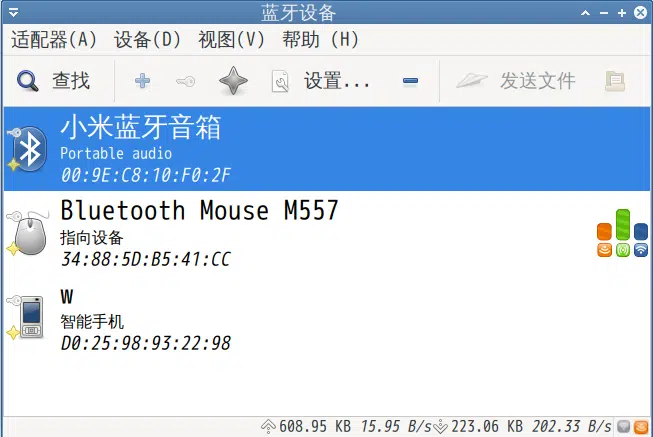 蓝牙设备
适配器(A) 设备(D) 视图(V) 帮助 (H)
查找 设置... 发送文件
小米蓝牙音箱
Portable audio
00:9E:C8:10:F0:2F
Bluetooth Mouse M557
指向设备
34:88:5D:B5:41:CC
w
智能手机
D0:25:98:93:22:98
608.95 KB 15.95 B/s 223.06 KB 202.33 B/s